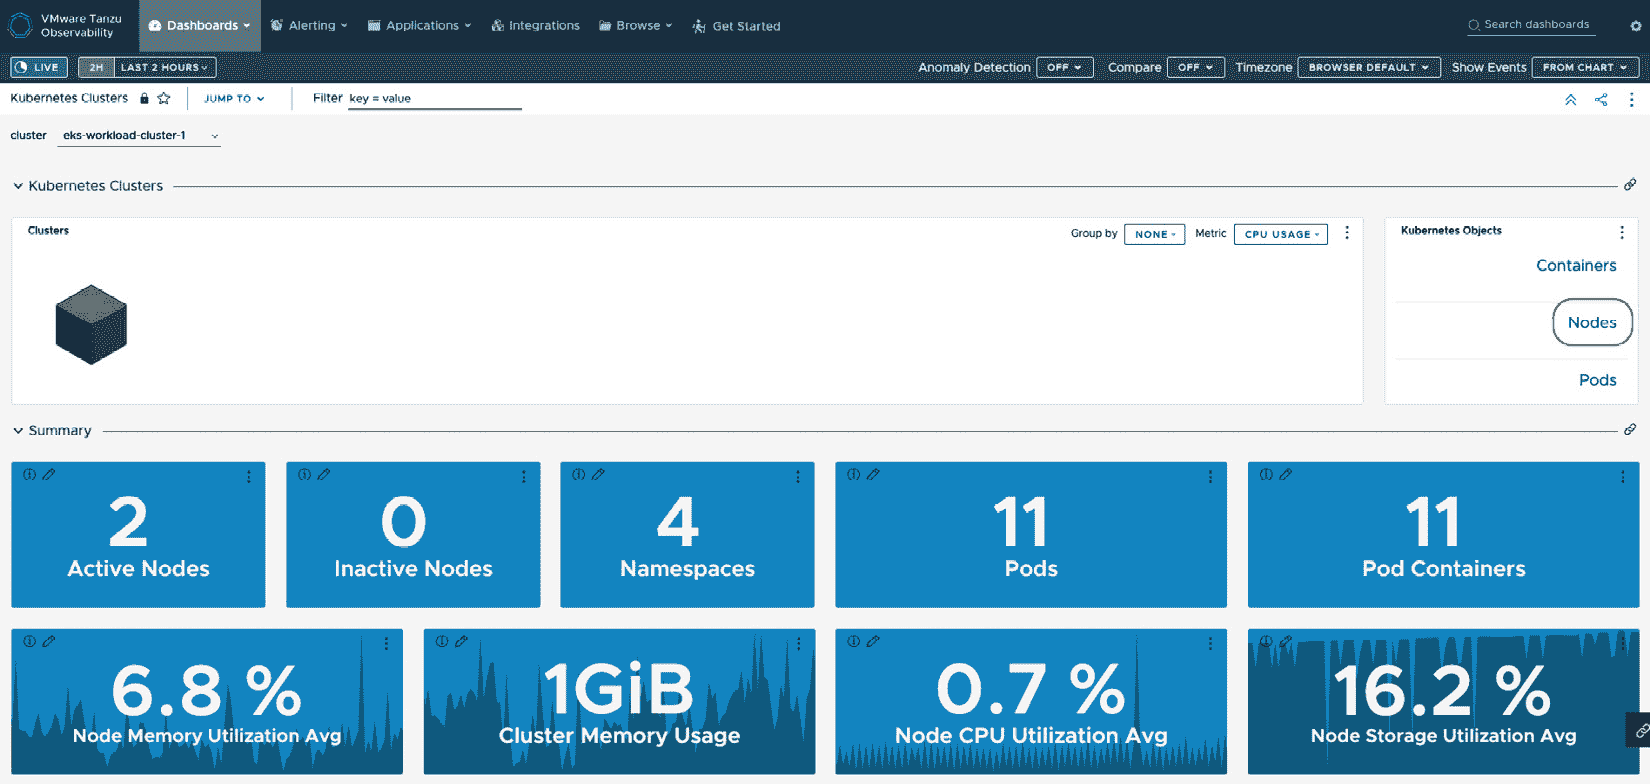 VMware Tanzu
Observability
Dashboards
Alerting
Applications
Integrations
Browse
Get Started
Search dashboards
LIVE
2H LAST 2 HOURS
Anomaly Detection OFF
Compare OFF
Timezone BROWSER DEFAULT
Show Events FROM CHART
Kubernetes Clusters
JUMP TO
Filter key = value
cluster eks-workload-cluster-1
Kubernetes Clusters
Clusters
Group by NONE
Metric CPU USAGE
Kubernetes Objects
Containers
Nodes
Pods
Summary
2
Active Nodes
0
Inactive Nodes
4
Namespaces
11
Pods
11
Pod Containers
6.8 %
Node Memory Utilization Avg
1GiB
Cluster Memory Usage
0.7 %
Node CPU Utilization Avg
16.2 %
Node Storage Utilization Avg